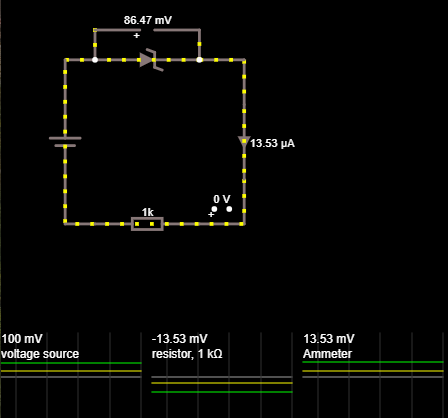 86.47 mV
+
13.53 µA
0 V
+
1k
100 mV
voltage source
-13.53 mV
resistor, 1 kΩ
13.53 mV
Ammeter